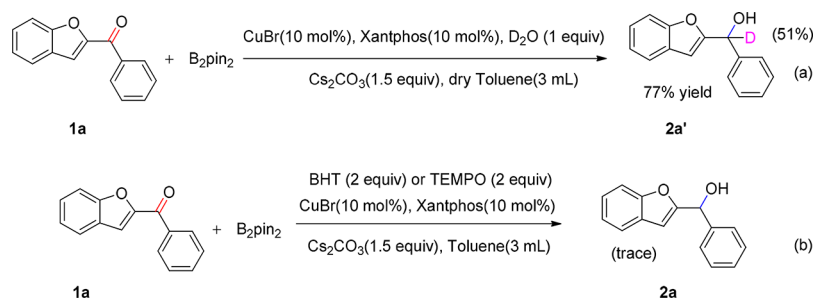 CuBr(10 mol%), Xantphos(10 mol%), D₂O (1 equiv)
O
O
+ B₂pin₂
Cs₂CO₃(1.5 equiv), dry Toluene(3 mL)
1a
O
OH
D
(51%)
77% yield
(a)
2a'
BHT (2 equiv) or TEMPO (2 equiv)
CuBr(10 mol%), Xantphos(10 mol%)
O
O
+ B₂pin₂
Cs₂CO₃(1.5 equiv), Toluene(3 mL)
1a
O
OH
(trace)
(b)
2a